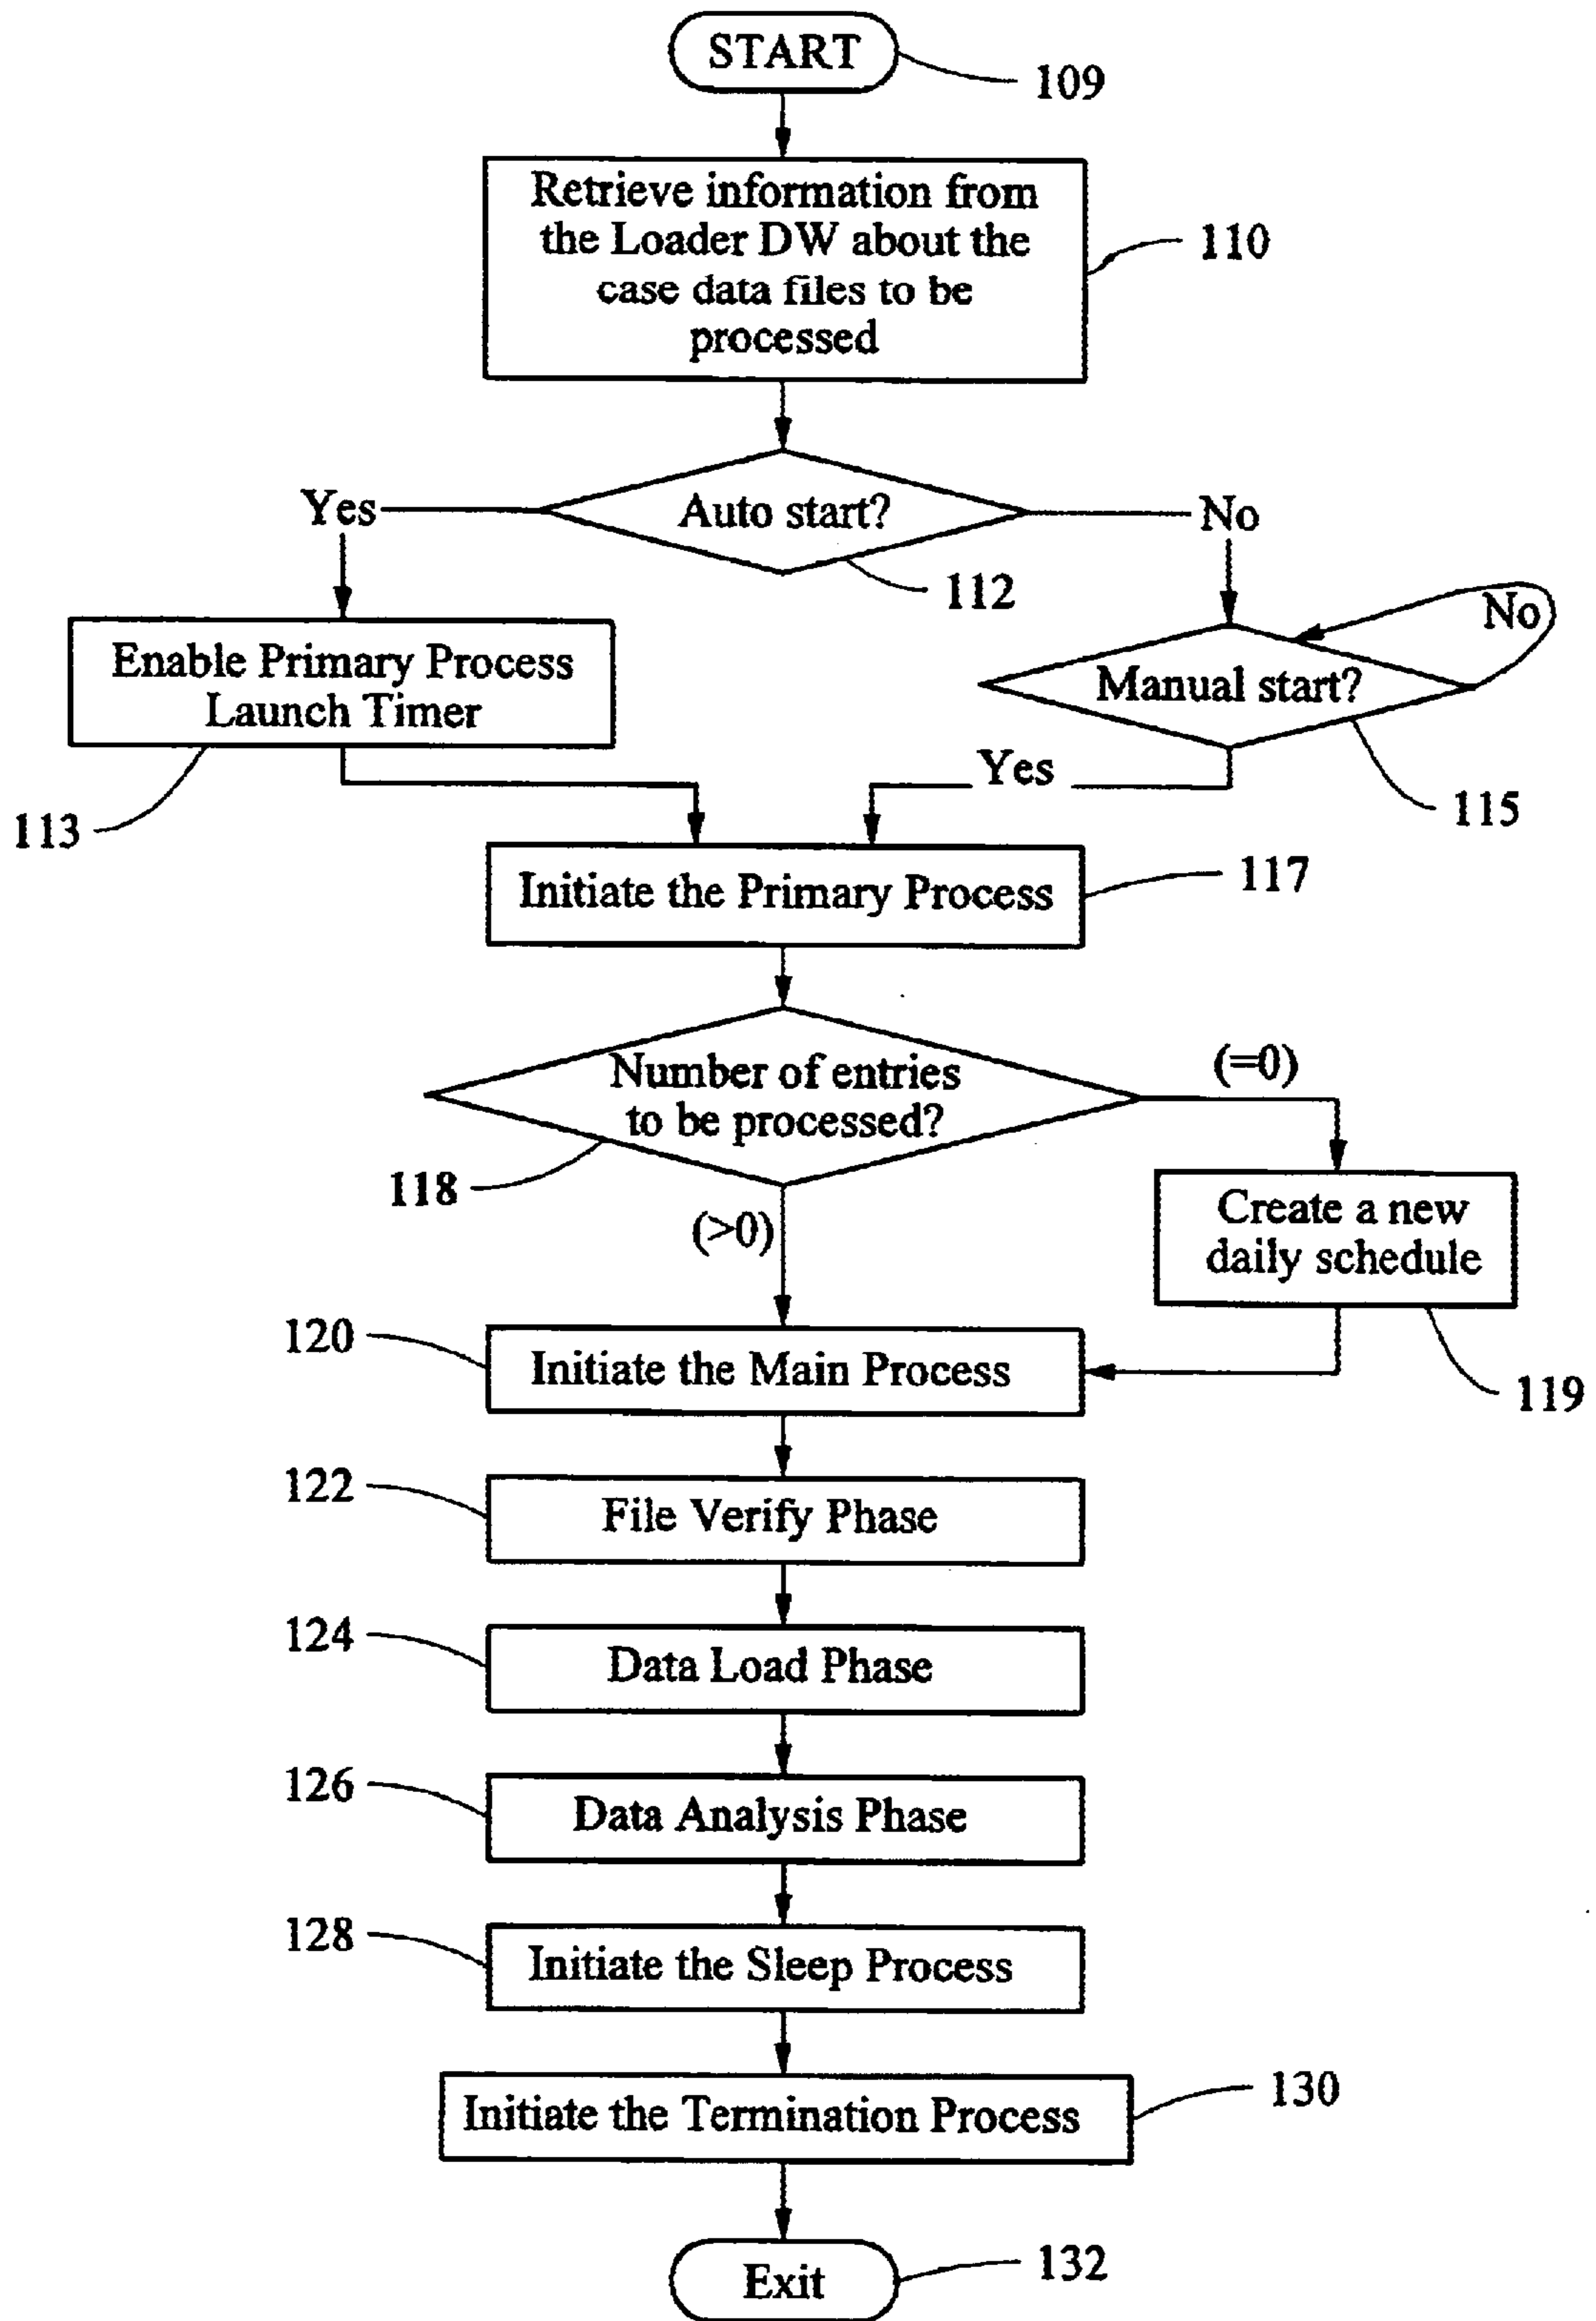 START
109
Retrieve information from
the Loader DW about the
case data files to be
processed
110
Yes
Auto start?
No
112
Enable Primary Process
Launch Timer
113
No
Manual start?
115
Yes
Initiate the Primary Process
117
Number of entries
to be processed?
(=0)
118
(>0)
Create a new
daily schedule
119
120
Initiate the Main Process
122
File Verify Phase
124
Data Load Phase
126
Data Analysis Phase
128
Initiate the Sleep Process
Initiate the Termination Process
130
Exit
132